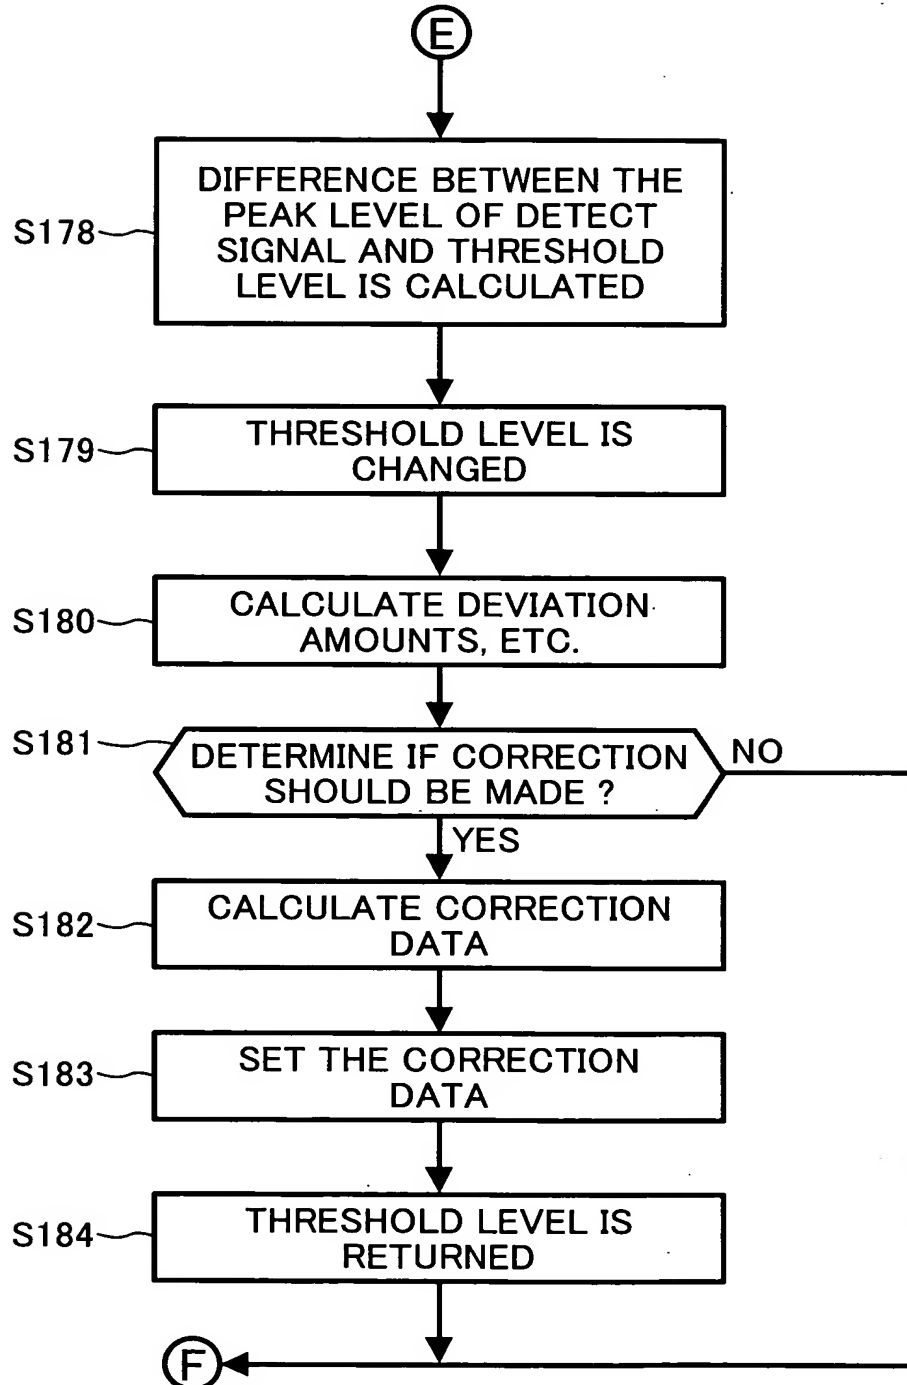 E
S178
DIFFERENCE BETWEEN THE
PEAK LEVEL OF DETECT
SIGNAL AND THRESHOLD
LEVEL IS CALCULATED
S179
THRESHOLD LEVEL IS
CHANGED
S180
CALCULATE DEVIATION
AMOUNTS, ETC.
S181
DETERMINE IF CORRECTION
SHOULD BE MADE ?
NO
YES
S182
CALCULATE CORRECTION
DATA
S183
SET THE CORRECTION
DATA
S184
THRESHOLD LEVEL IS
RETURNED
F